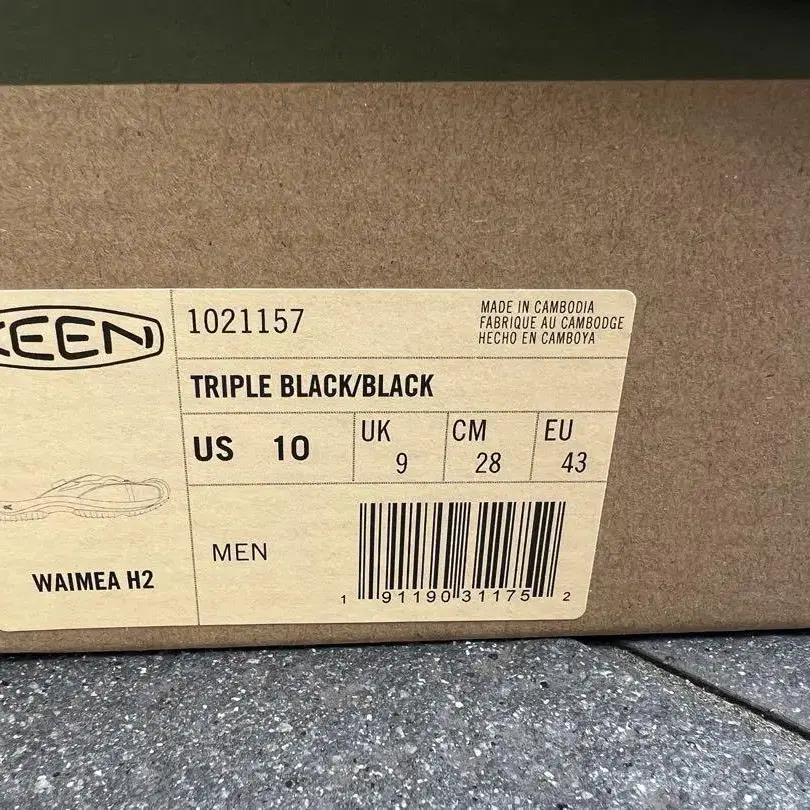 KEEN
1021157
MADE IN CAMBODIA
FABRIQUE AU CAMBODGE
HECHO EN CAMBOYA
TRIPLE BLACK/BLACK
US 10
UK 9
CM 28
EU 43
WAIMEA H2
MEN
1 91190 31175 2